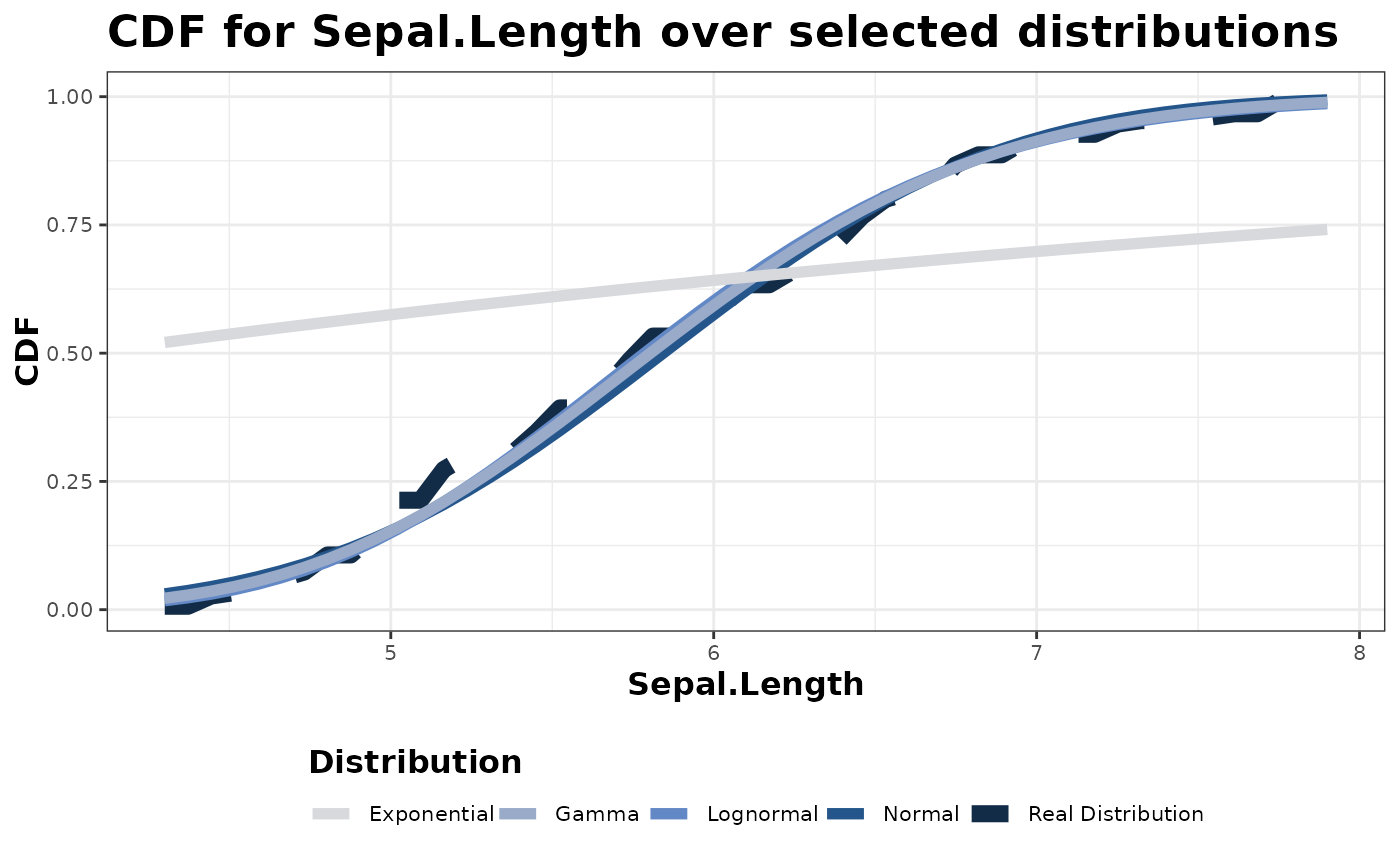 CDF for Sepal.Length over selected distributions
1.00
0.75
0.50
0.25
0.00
CDF
5 6 7 8
Sepal.Length
Distribution
Exponential Gamma Lognormal Normal Real Distribution